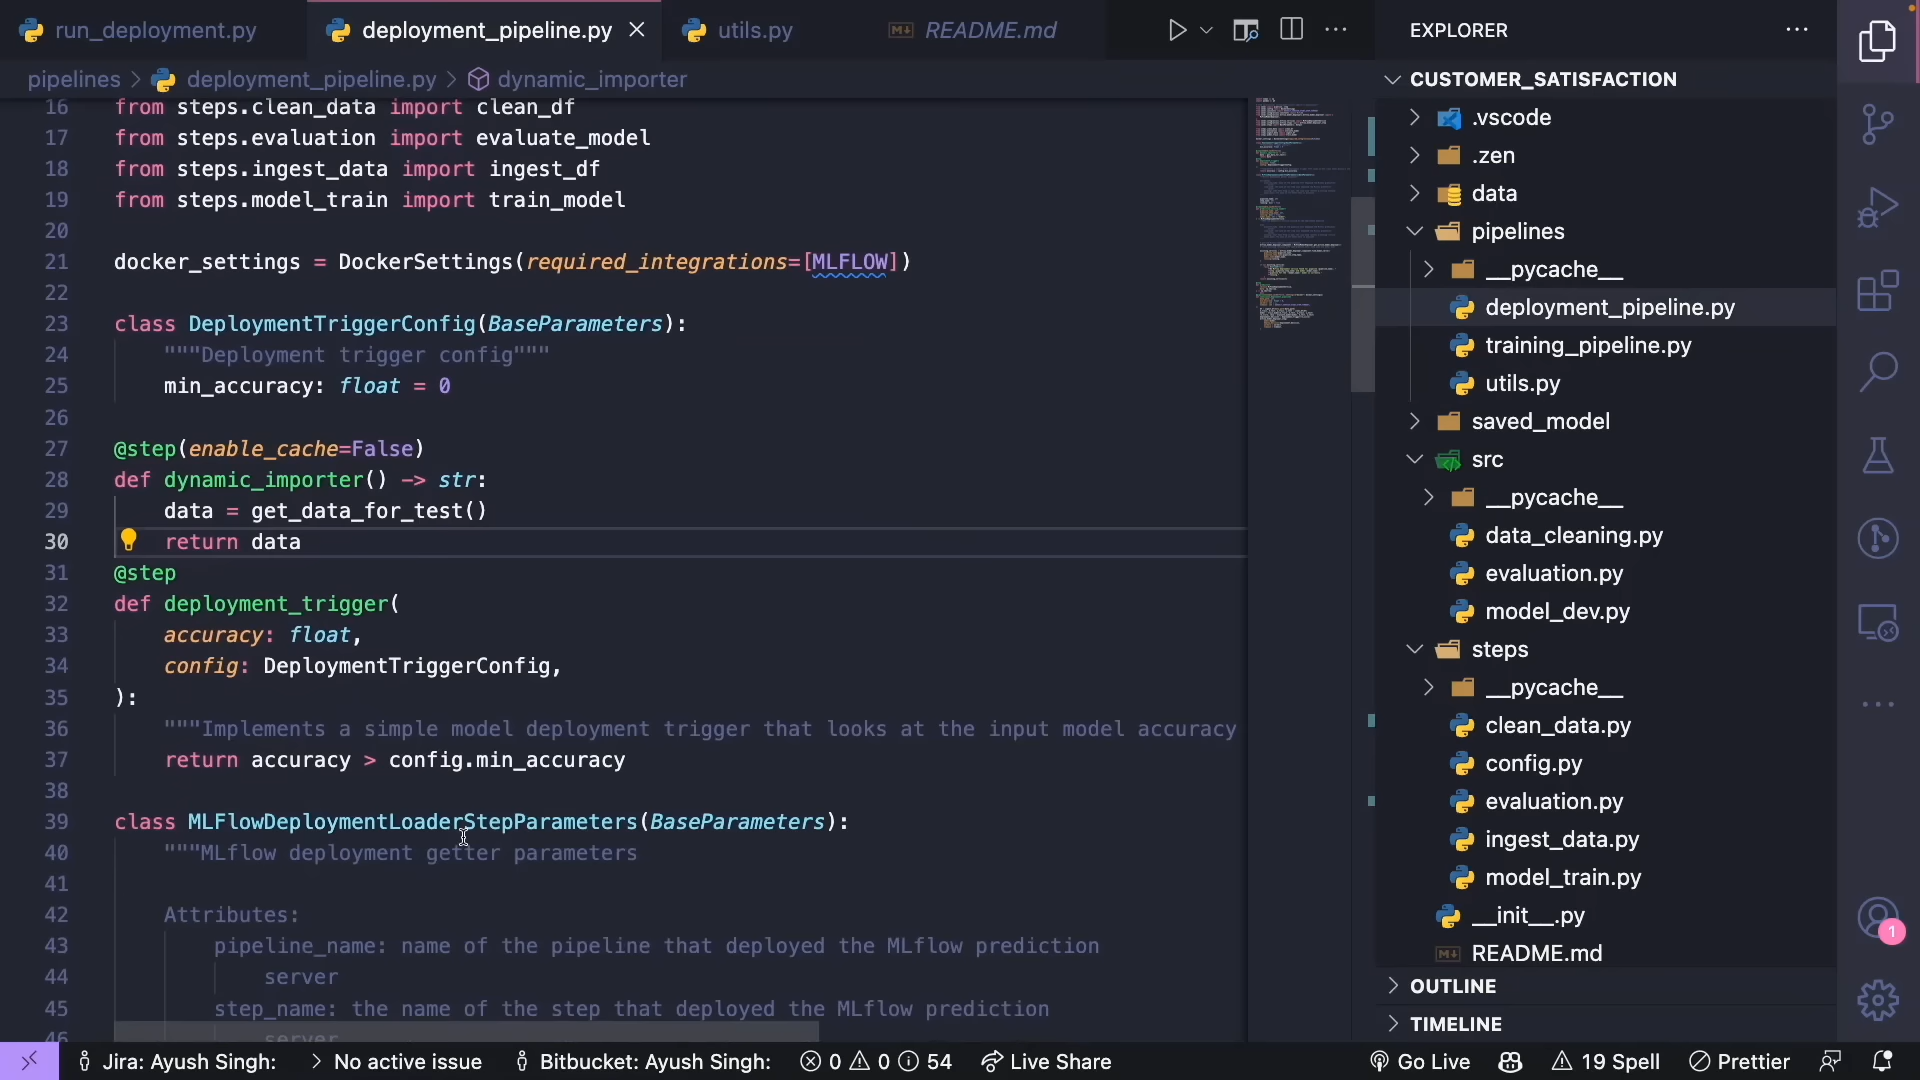 run_deployment.py
deployment_pipeline.py
utils.py
README.md
EXPLORER
pipelines > deployment_pipeline.py > dynamic_importer
16 from steps.clean_data import clean_df
17 from steps.evaluation import evaluate_model
18 from steps.ingest_data import ingest_df
19 from steps.model_train import train_model
20
21 docker_settings = DockerSettings(required_integrations=[MLFLOW])
22
23 class DeploymentTriggerConfig(BaseParameters):
24 """Deployment trigger config"""
25 min_accuracy: float = 0
26
27 @step(enable_cache=False)
28 def dynamic_importer() -> str:
29 data = get_data_for_test()
30 return data
31 @step
32 def deployment_trigger(
33 accuracy: float,
34 config: DeploymentTriggerConfig,
35 ):
36 """Implements a simple model deployment trigger that looks at the input model accuracy
37 return accuracy > config.min_accuracy
38
39 class MLFlowDeploymentLoaderStepParameters(BaseParameters):
40 """MLflow deployment getter parameters
41
42 Attributes:
43 pipeline_name: name of the pipeline that deployed the MLflow prediction
44 server
45 step_name: the name of the step that deployed the MLflow prediction
46 server
CUSTOMER_SATISFACTION
.vscode
.zen
data
pipelines
__pycache__
deployment_pipeline.py
training_pipeline.py
utils.py
saved_model
src
__pycache__
data_cleaning.py
evaluation.py
model_dev.py
steps
__pycache__
clean_data.py
config.py
evaluation.py
ingest_data.py
model_train.py
__init__.py
README.md
OUTLINE
TIMELINE
1
Jira: Ayush Singh: > No active issue Bitbucket: Ayush Singh: 0 0 54 Live Share Go Live 19 Spell Prettier